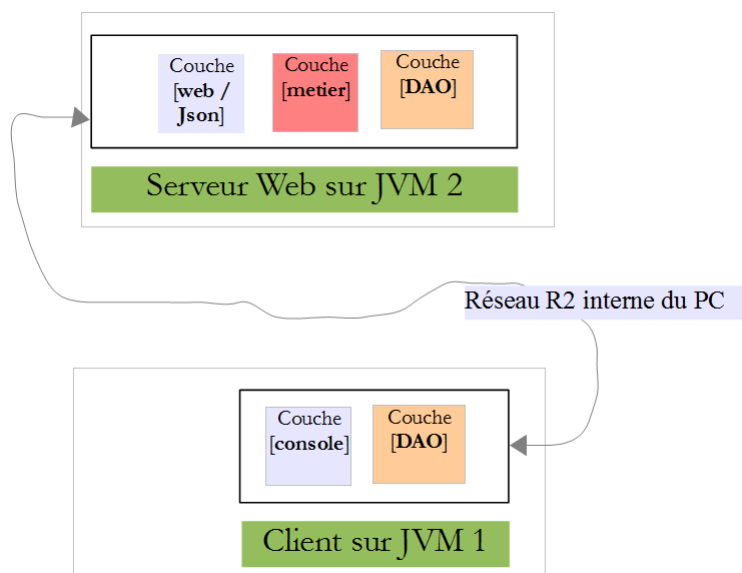 Couche
[web /
Json]
Couche
[metier]
Couche
[DAO]
Serveur Web sur JVM 2
Réseau R2 interne du PC
Couche
[console]
Couche
[DAO]
Client sur JVM 1